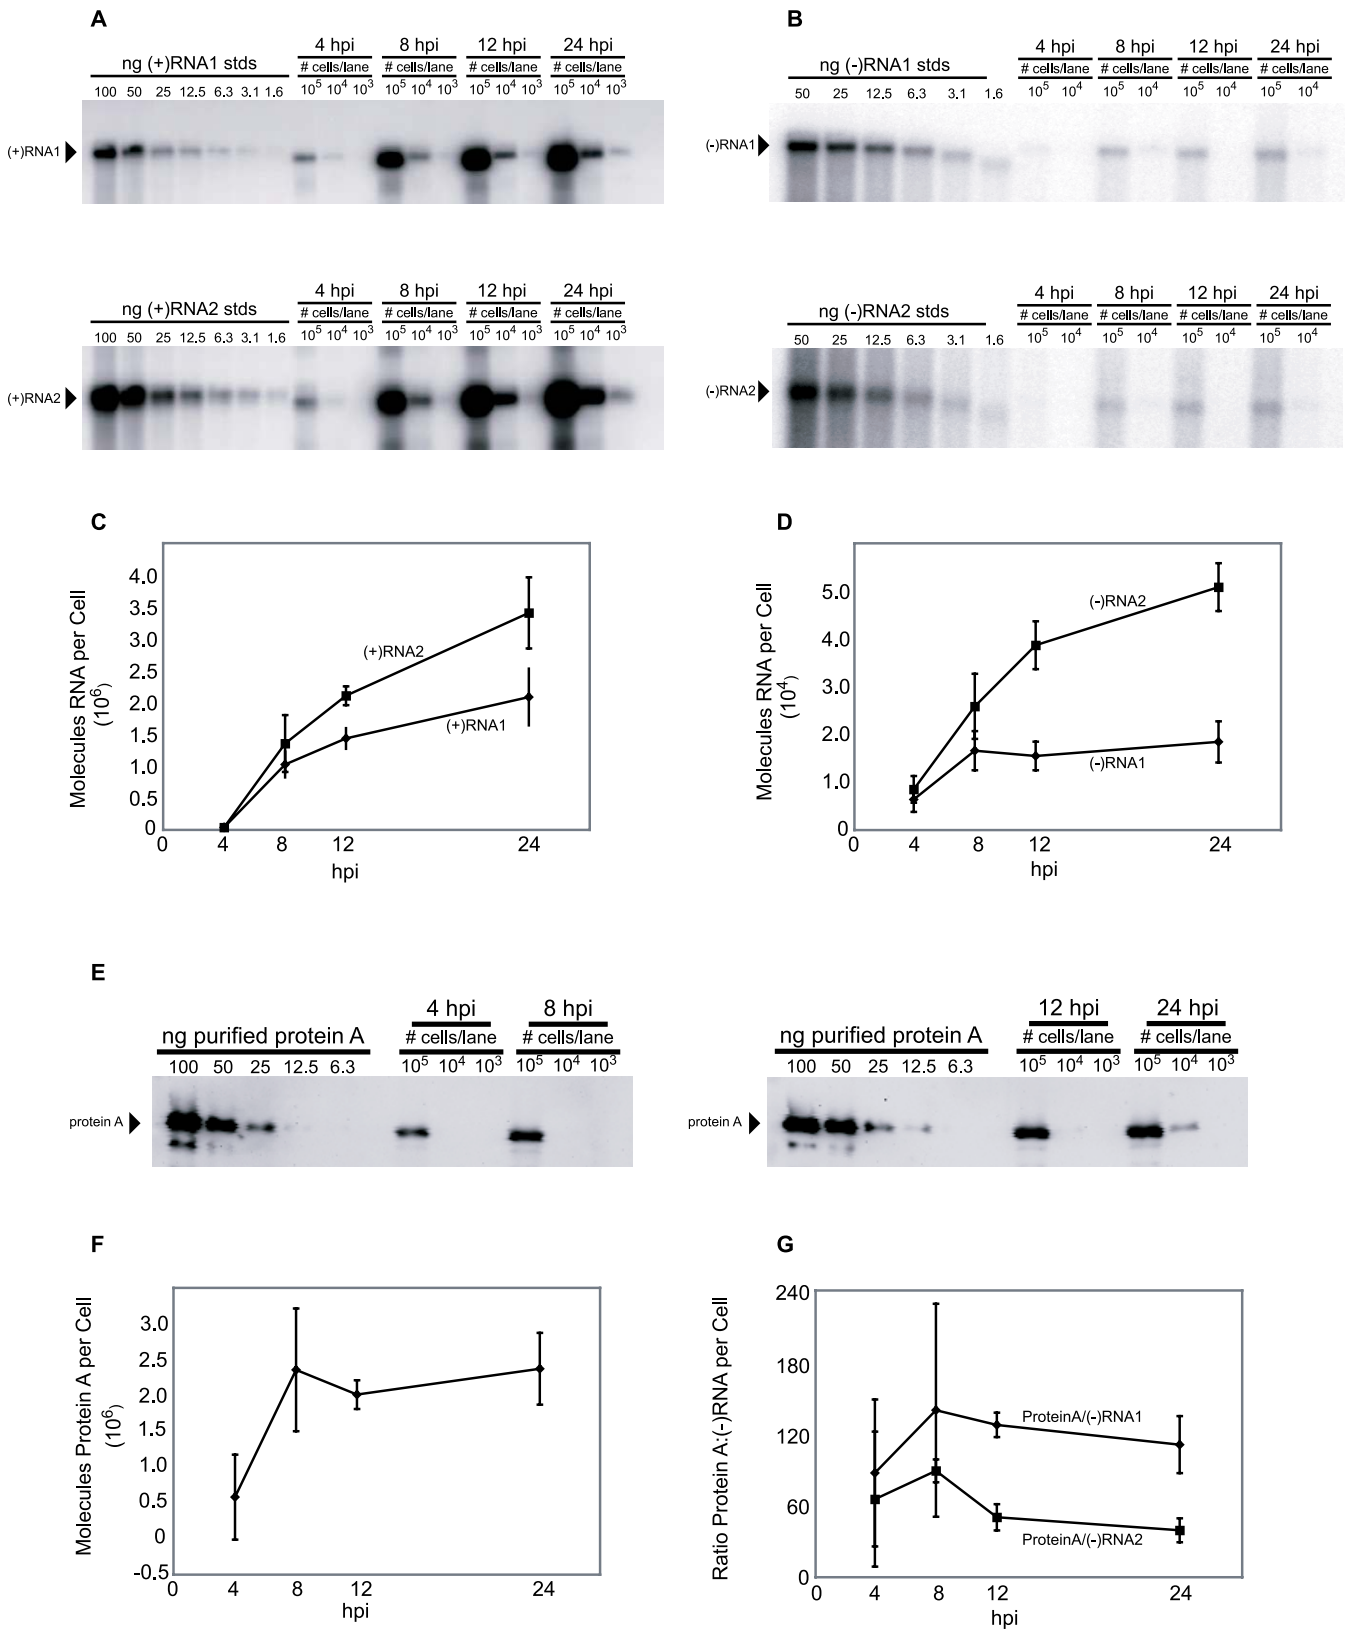 A
4 hpi 8 hpi 12 hpi 24 hpi
ng (+)RNA1 stds # cells/lane # cells/lane # cells/lane # cells/lane
100 50 25 12.5 6.3 3.1 1.6 10⁵ 10⁴ 10³ 10⁵ 10⁴ 10³ 10⁵ 10⁴ 10³ 10⁵ 10⁴ 10³
(+)RNA1
B
4 hpi 8 hpi 12 hpi 24 hpi
ng (-)RNA1 stds # cells/lane # cells/lane # cells/lane # cells/lane
50 25 12.5 6.3 3.1 1.6 10⁵ 10⁴ 10⁵ 10⁴ 10⁵ 10⁴ 10⁵ 10⁴
(-)RNA1
4 hpi 8 hpi 12 hpi 24 hpi
ng (+)RNA2 stds # cells/lane # cells/lane # cells/lane # cells/lane
100 50 25 12.5 6.3 3.1 1.6 10⁵ 10⁴ 10³ 10⁵ 10⁴ 10³ 10⁵ 10⁴ 10³ 10⁵ 10⁴ 10³
(+)RNA2
4 hpi 8 hpi 12 hpi 24 hpi
ng (-)RNA2 stds # cells/lane # cells/lane # cells/lane # cells/lane
50 25 12.5 6.3 3.1 1.6 10⁵ 10⁴ 10⁵ 10⁴ 10⁵ 10⁴ 10⁵ 10⁴
(-)RNA2
C
Molecules RNA per Cell
(10⁶)
4.0
3.5
3.0
2.5
2.0
1.5
1.0
0.5
0
(+)RNA2
(+)RNA1
0 4 8 12 24
hpi
D
Molecules RNA per Cell
(10⁴)
5.0
4.0
3.0
2.0
1.0
0
(-)RNA2
(-)RNA1
0 4 8 12 24
hpi
E
4 hpi 8 hpi
ng purified protein A # cells/lane # cells/lane
100 50 25 12.5 6.3 10⁵ 10⁴ 10³ 10⁵ 10⁴ 10³
protein A
12 hpi 24 hpi
ng purified protein A # cells/lane # cells/lane
100 50 25 12.5 6.3 10⁵ 10⁴ 10³ 10⁵ 10⁴ 10³
protein A
F
Molecules Protein A per Cell
(10⁶)
3.0
2.5
2.0
1.5
1.0
0.5
0
-0.5
0 4 8 12 24
hpi
G
Ratio Protein A:(-)RNA per Cell
240
180
120
60
0
ProteinA/(-)RNA1
ProteinA/(-)RNA2
0 4 8 12 24
hpi